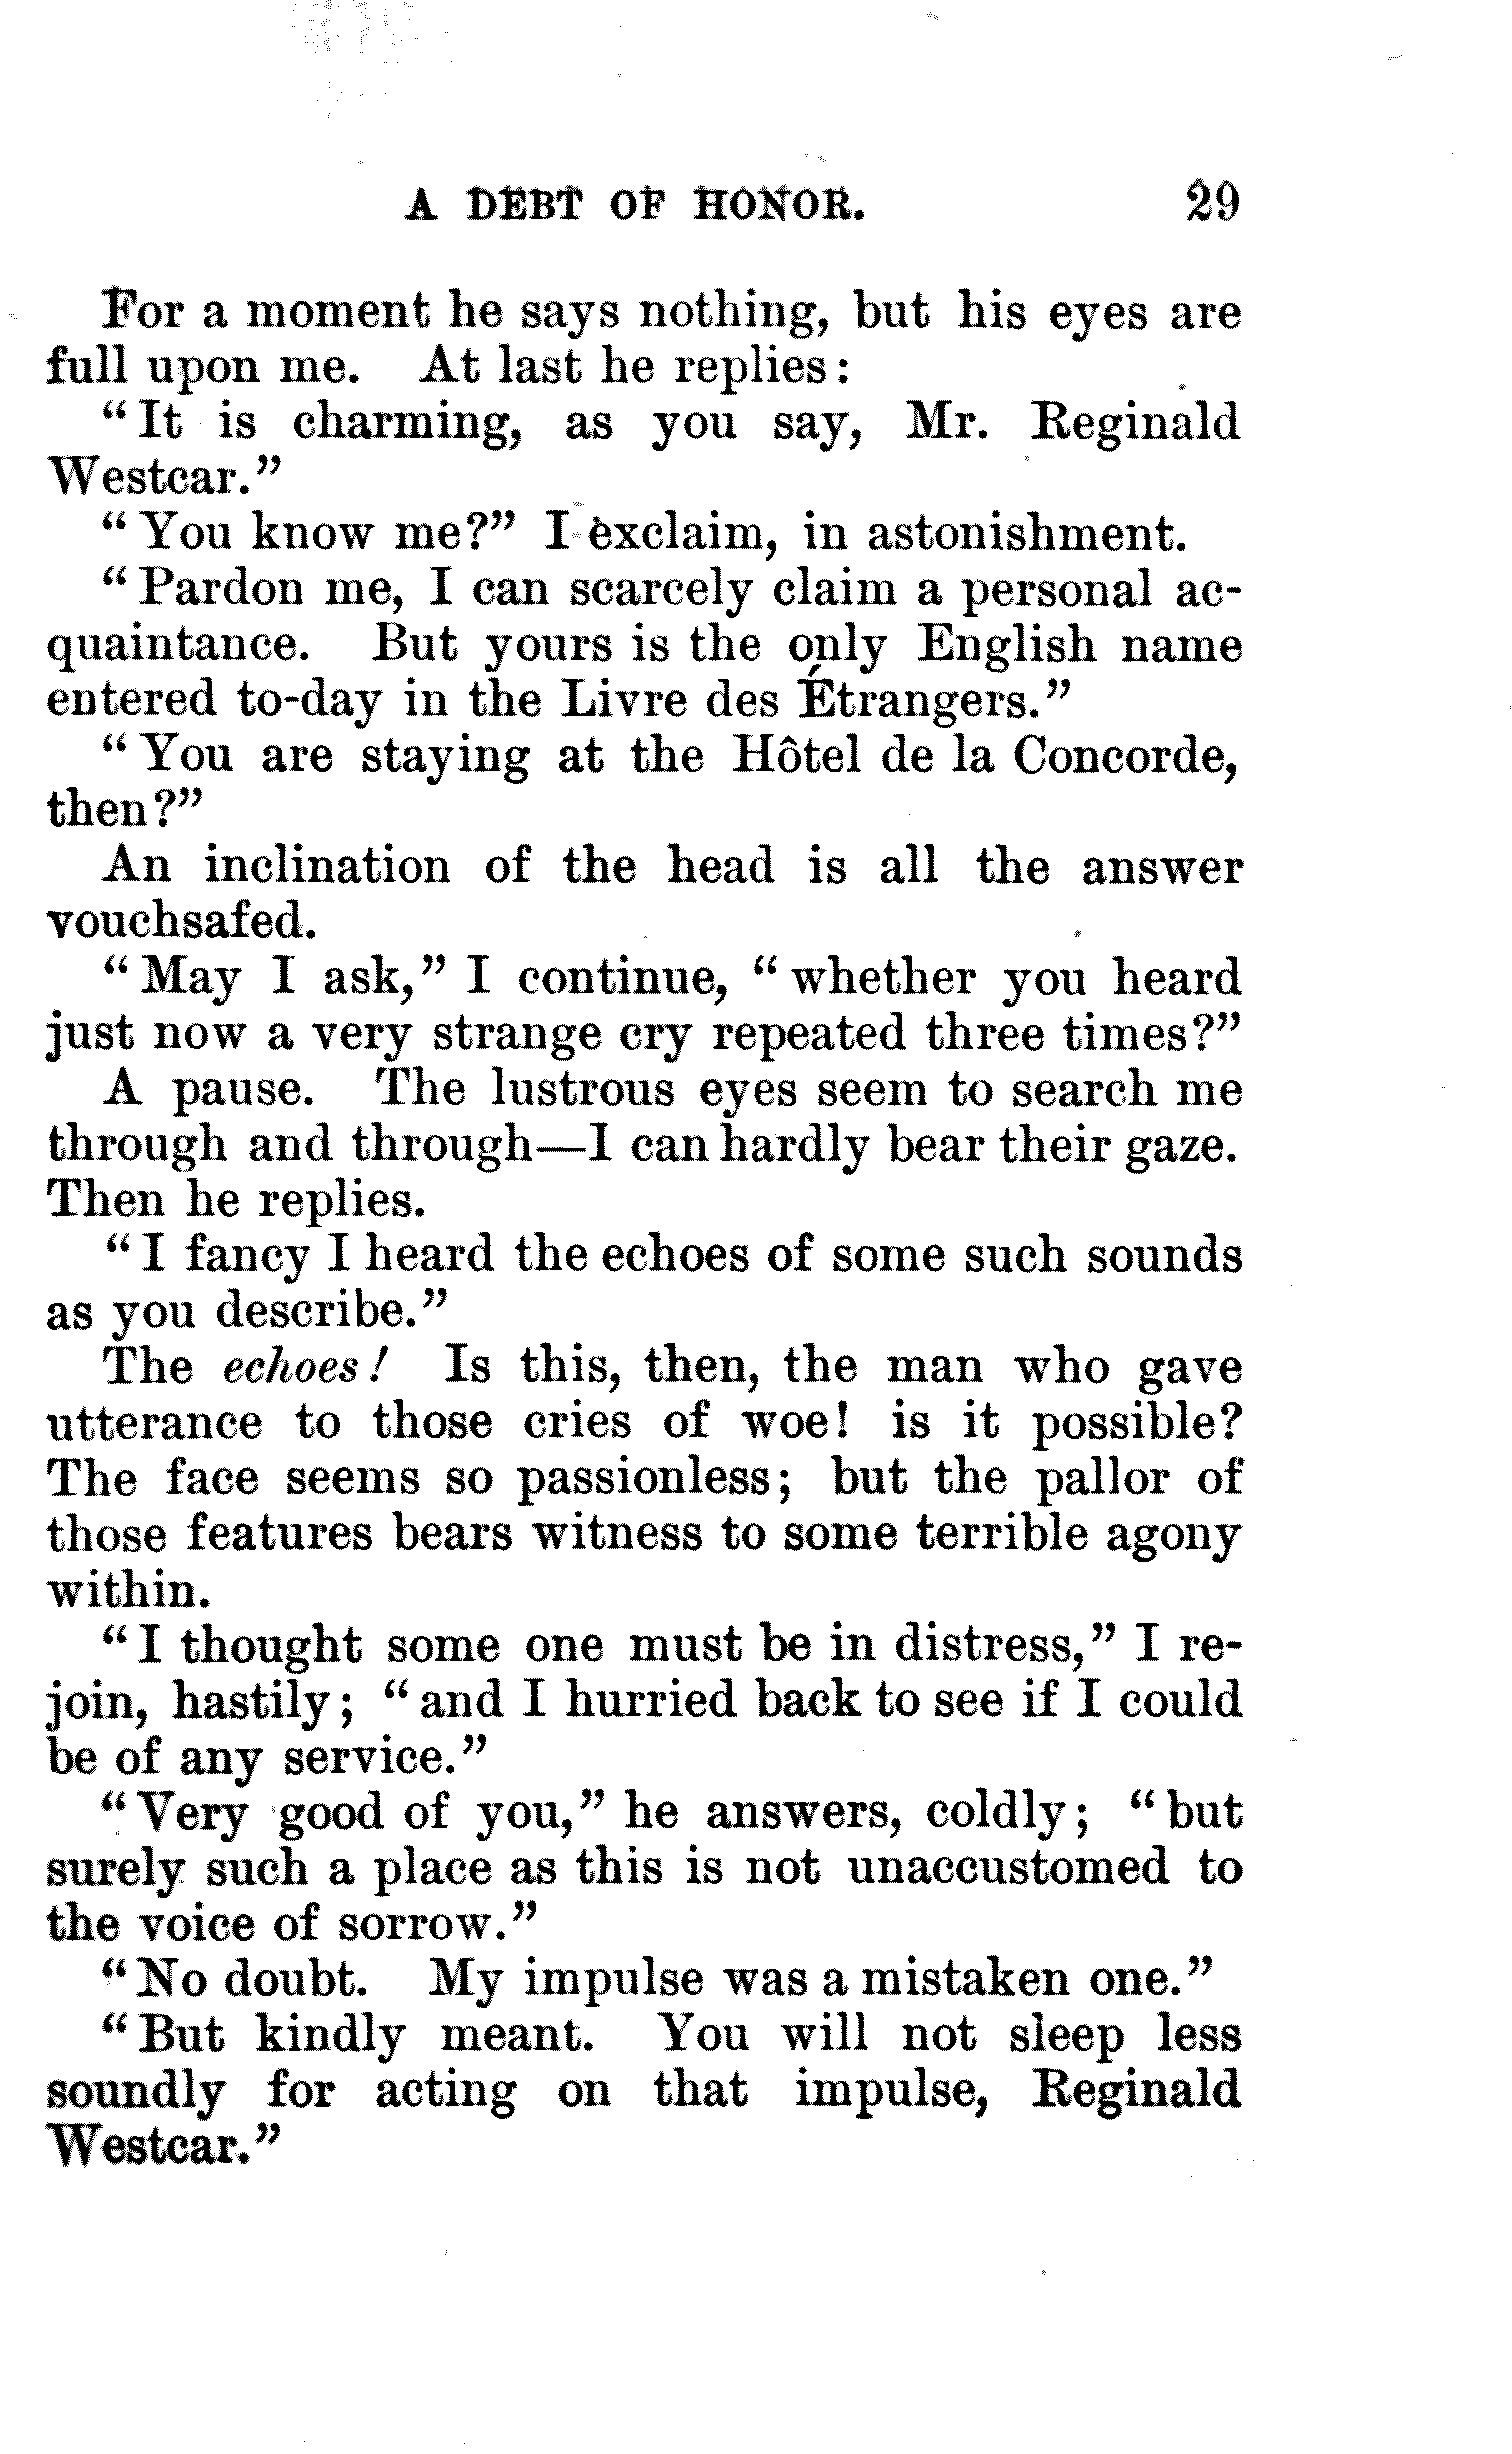 A DEBT OF HONOR. 29
For a moment he says nothing, but his eyes are
full upon me. At last he replies:
“It is charming, as you say, Mr. Reginald
Westcar.”
“You know me?” I exclaim, in astonishment.
“Pardon me, I can scarcely claim a personal ac-
quaintance. But yours is the only English name
entered to-day in the Livre des Étrangers.”
“You are staying at the Hôtel de la Concorde,
then?”
An inclination of the head is all the answer
vouchsafed.
“May I ask,” I continue, “whether you heard
just now a very strange cry repeated three times?”
A pause. The lustrous eyes seem to search me
through and through—I can hardly bear their gaze.
Then he replies.
“I fancy I heard the echoes of some such sounds
as you describe.”
The echoes! Is this, then, the man who gave
utterance to those cries of woe! is it possible?
The face seems so passionless; but the pallor of
those features bears witness to some terrible agony
within.
“I thought some one must be in distress,” I re-
join, hastily; “and I hurried back to see if I could
be of any service.”
“Very good of you,” he answers, coldly; “but
surely such a place as this is not unaccustomed to
the voice of sorrow.”
“No doubt. My impulse was a mistaken one.”
“But kindly meant. You will not sleep less
soundly for acting on that impulse, Reginald
Westcar.”